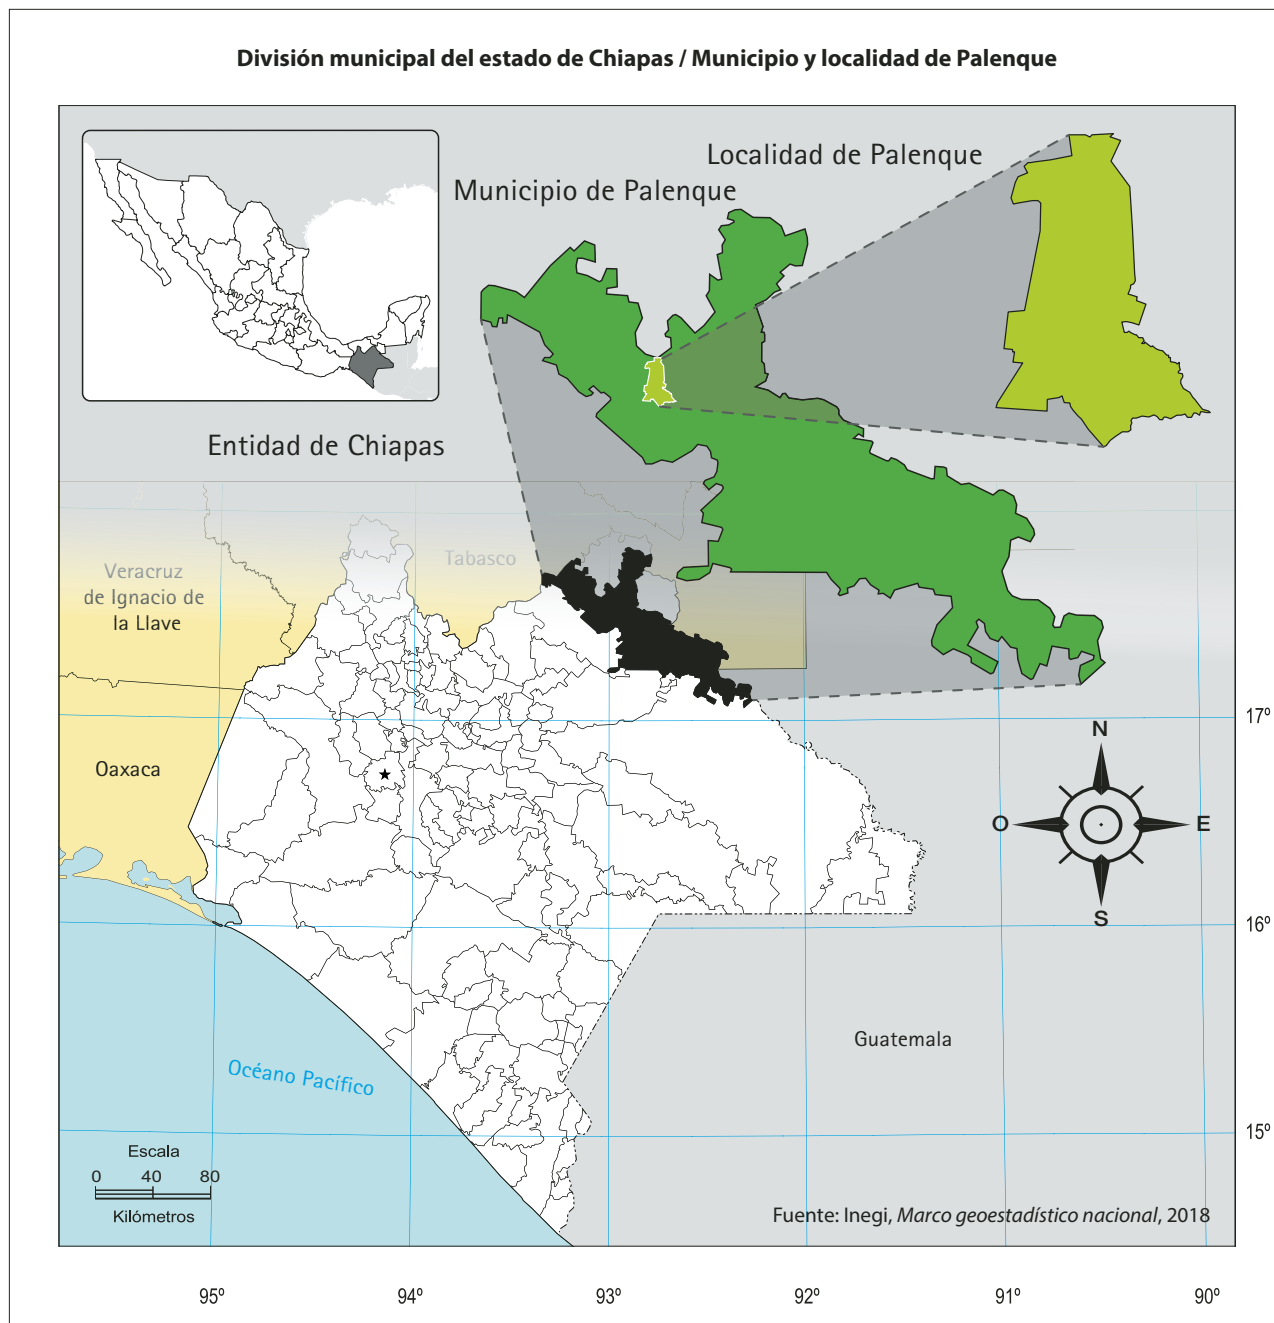 División municipal del estado de Chiapas / Municipio y localidad de Palenque
Localidad de Palenque
Municipio de Palenque
Entidad de Chiapas
Tabasco
Veracruz
de Ignacio de
la Llave
Oaxaca
17º
N
O
E
S
16º
Guatemala
Océano Pacífico
15º
Escala
0 40 80
Kilómetros
Fuente: Inegi, Marco geoestadístico nacional, 2018
95º 94º 93º 92º 91º 90º